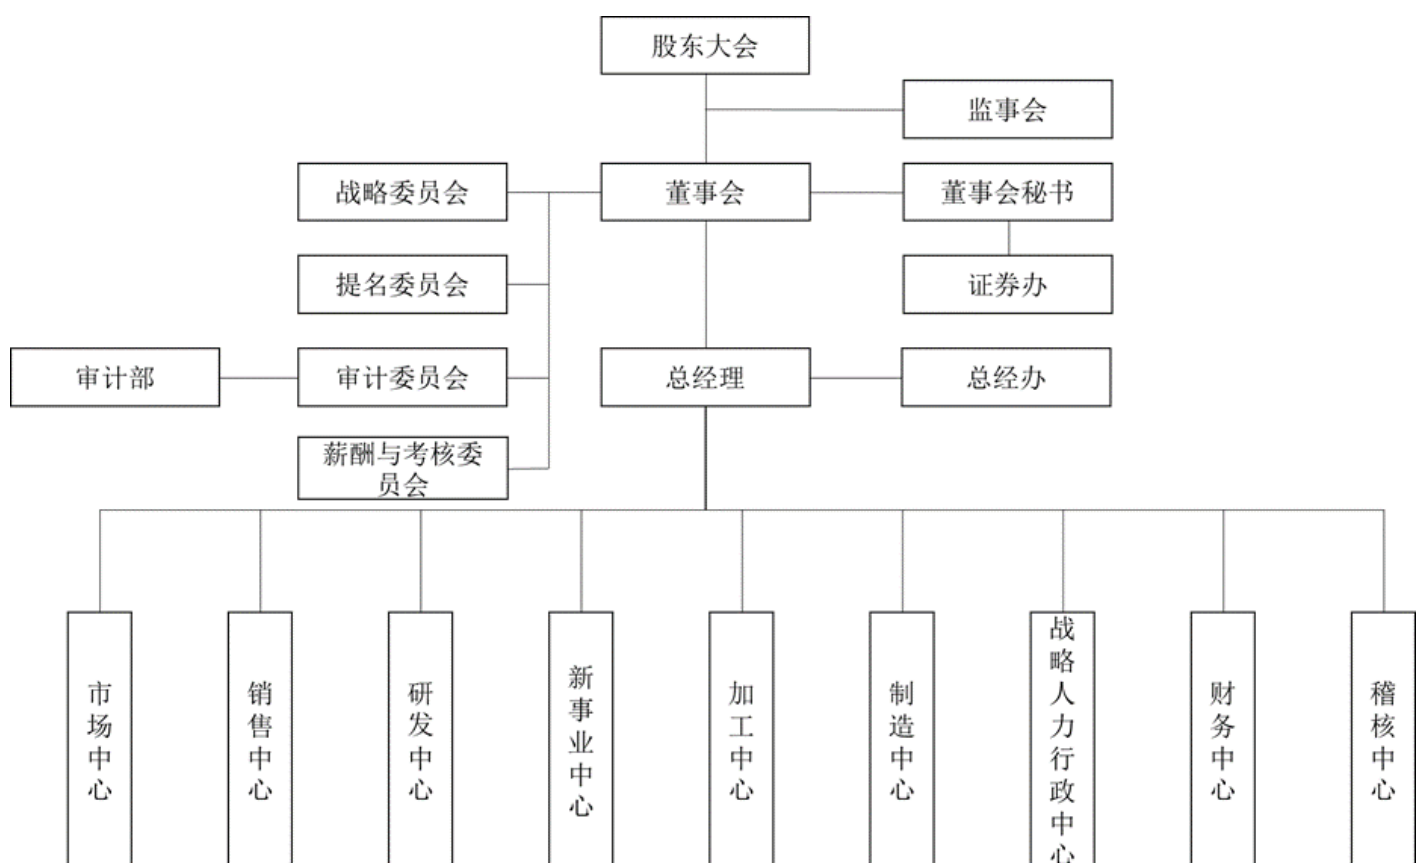 股东大会
监事会
战略委员会
董事会
董事会秘书
提名委员会
证券办
审计部
审计委员会
总经理
总经办
薪酬与考核委
员会
市场中心
销售中心
研发中心
新事业中心
加工中心
制造中心
战略人力行政中心
财务中心
稽核中心